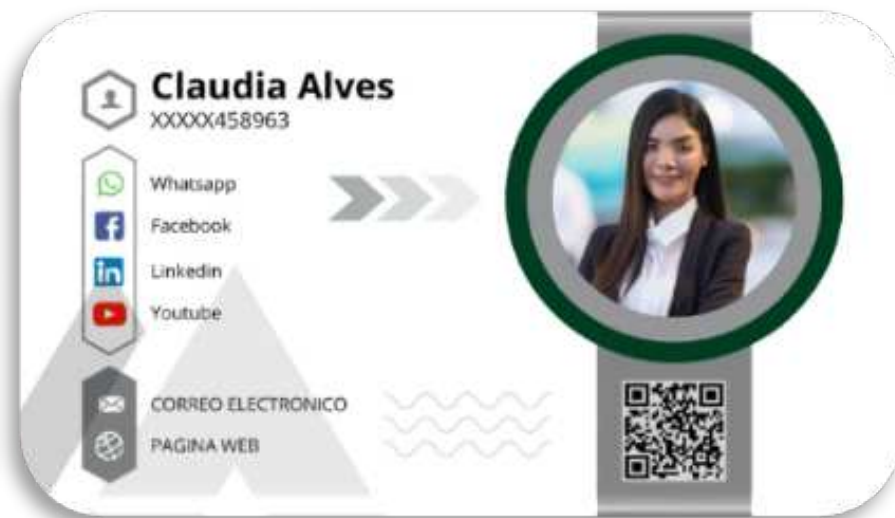 Claudia Alves
XXXXX458963
Whatsapp
Facebook
Linkedin
Youtube
CORREO ELECTRONICO
PAGINA WEB